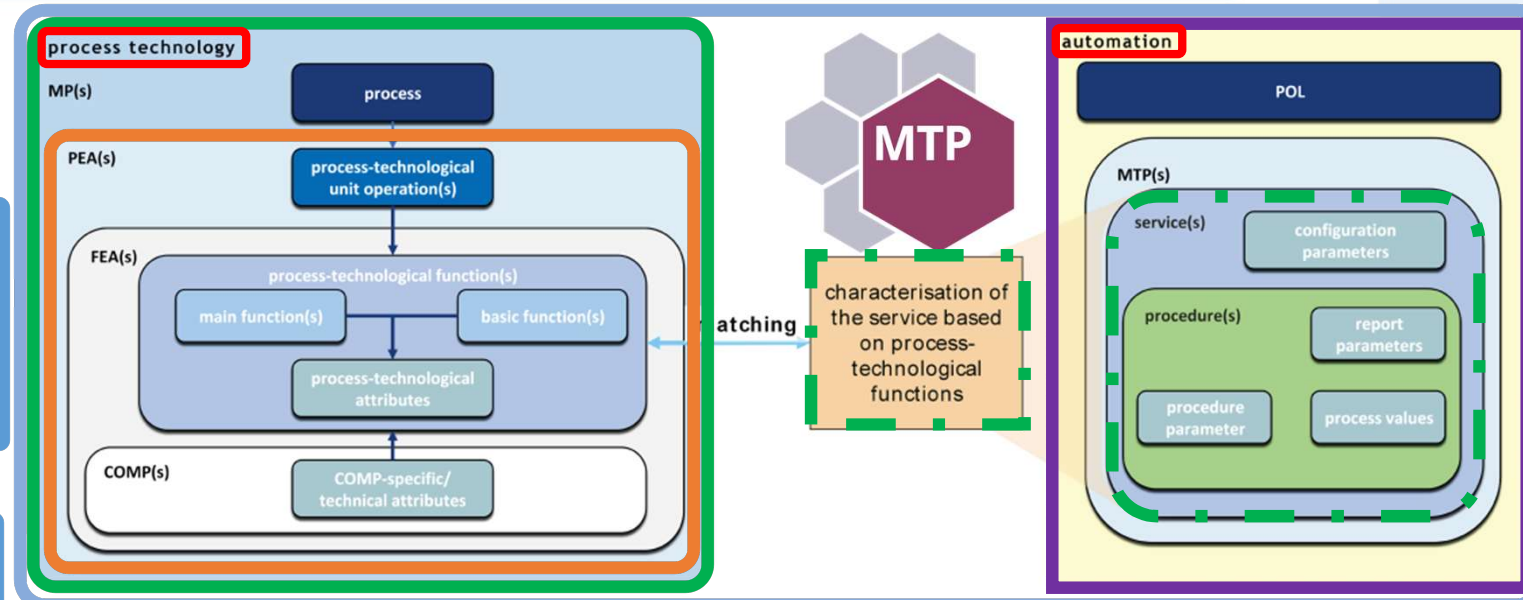 process technology
MP(s)
process
PEA(s)
process-technological
unit operation(s)
FEA(s)
process-technological function(s)
main function(s)
basic function(s)
process-technological
attributes
COMP(s)
COMP-specific/
technical attributes
atching
MTP
characterisation of
the service based
on process-
technological
functions
automation
POL
MTP(s)
service(s)
configuration
parameters
procedure(s)
report
parameters
procedure
parameter
process values